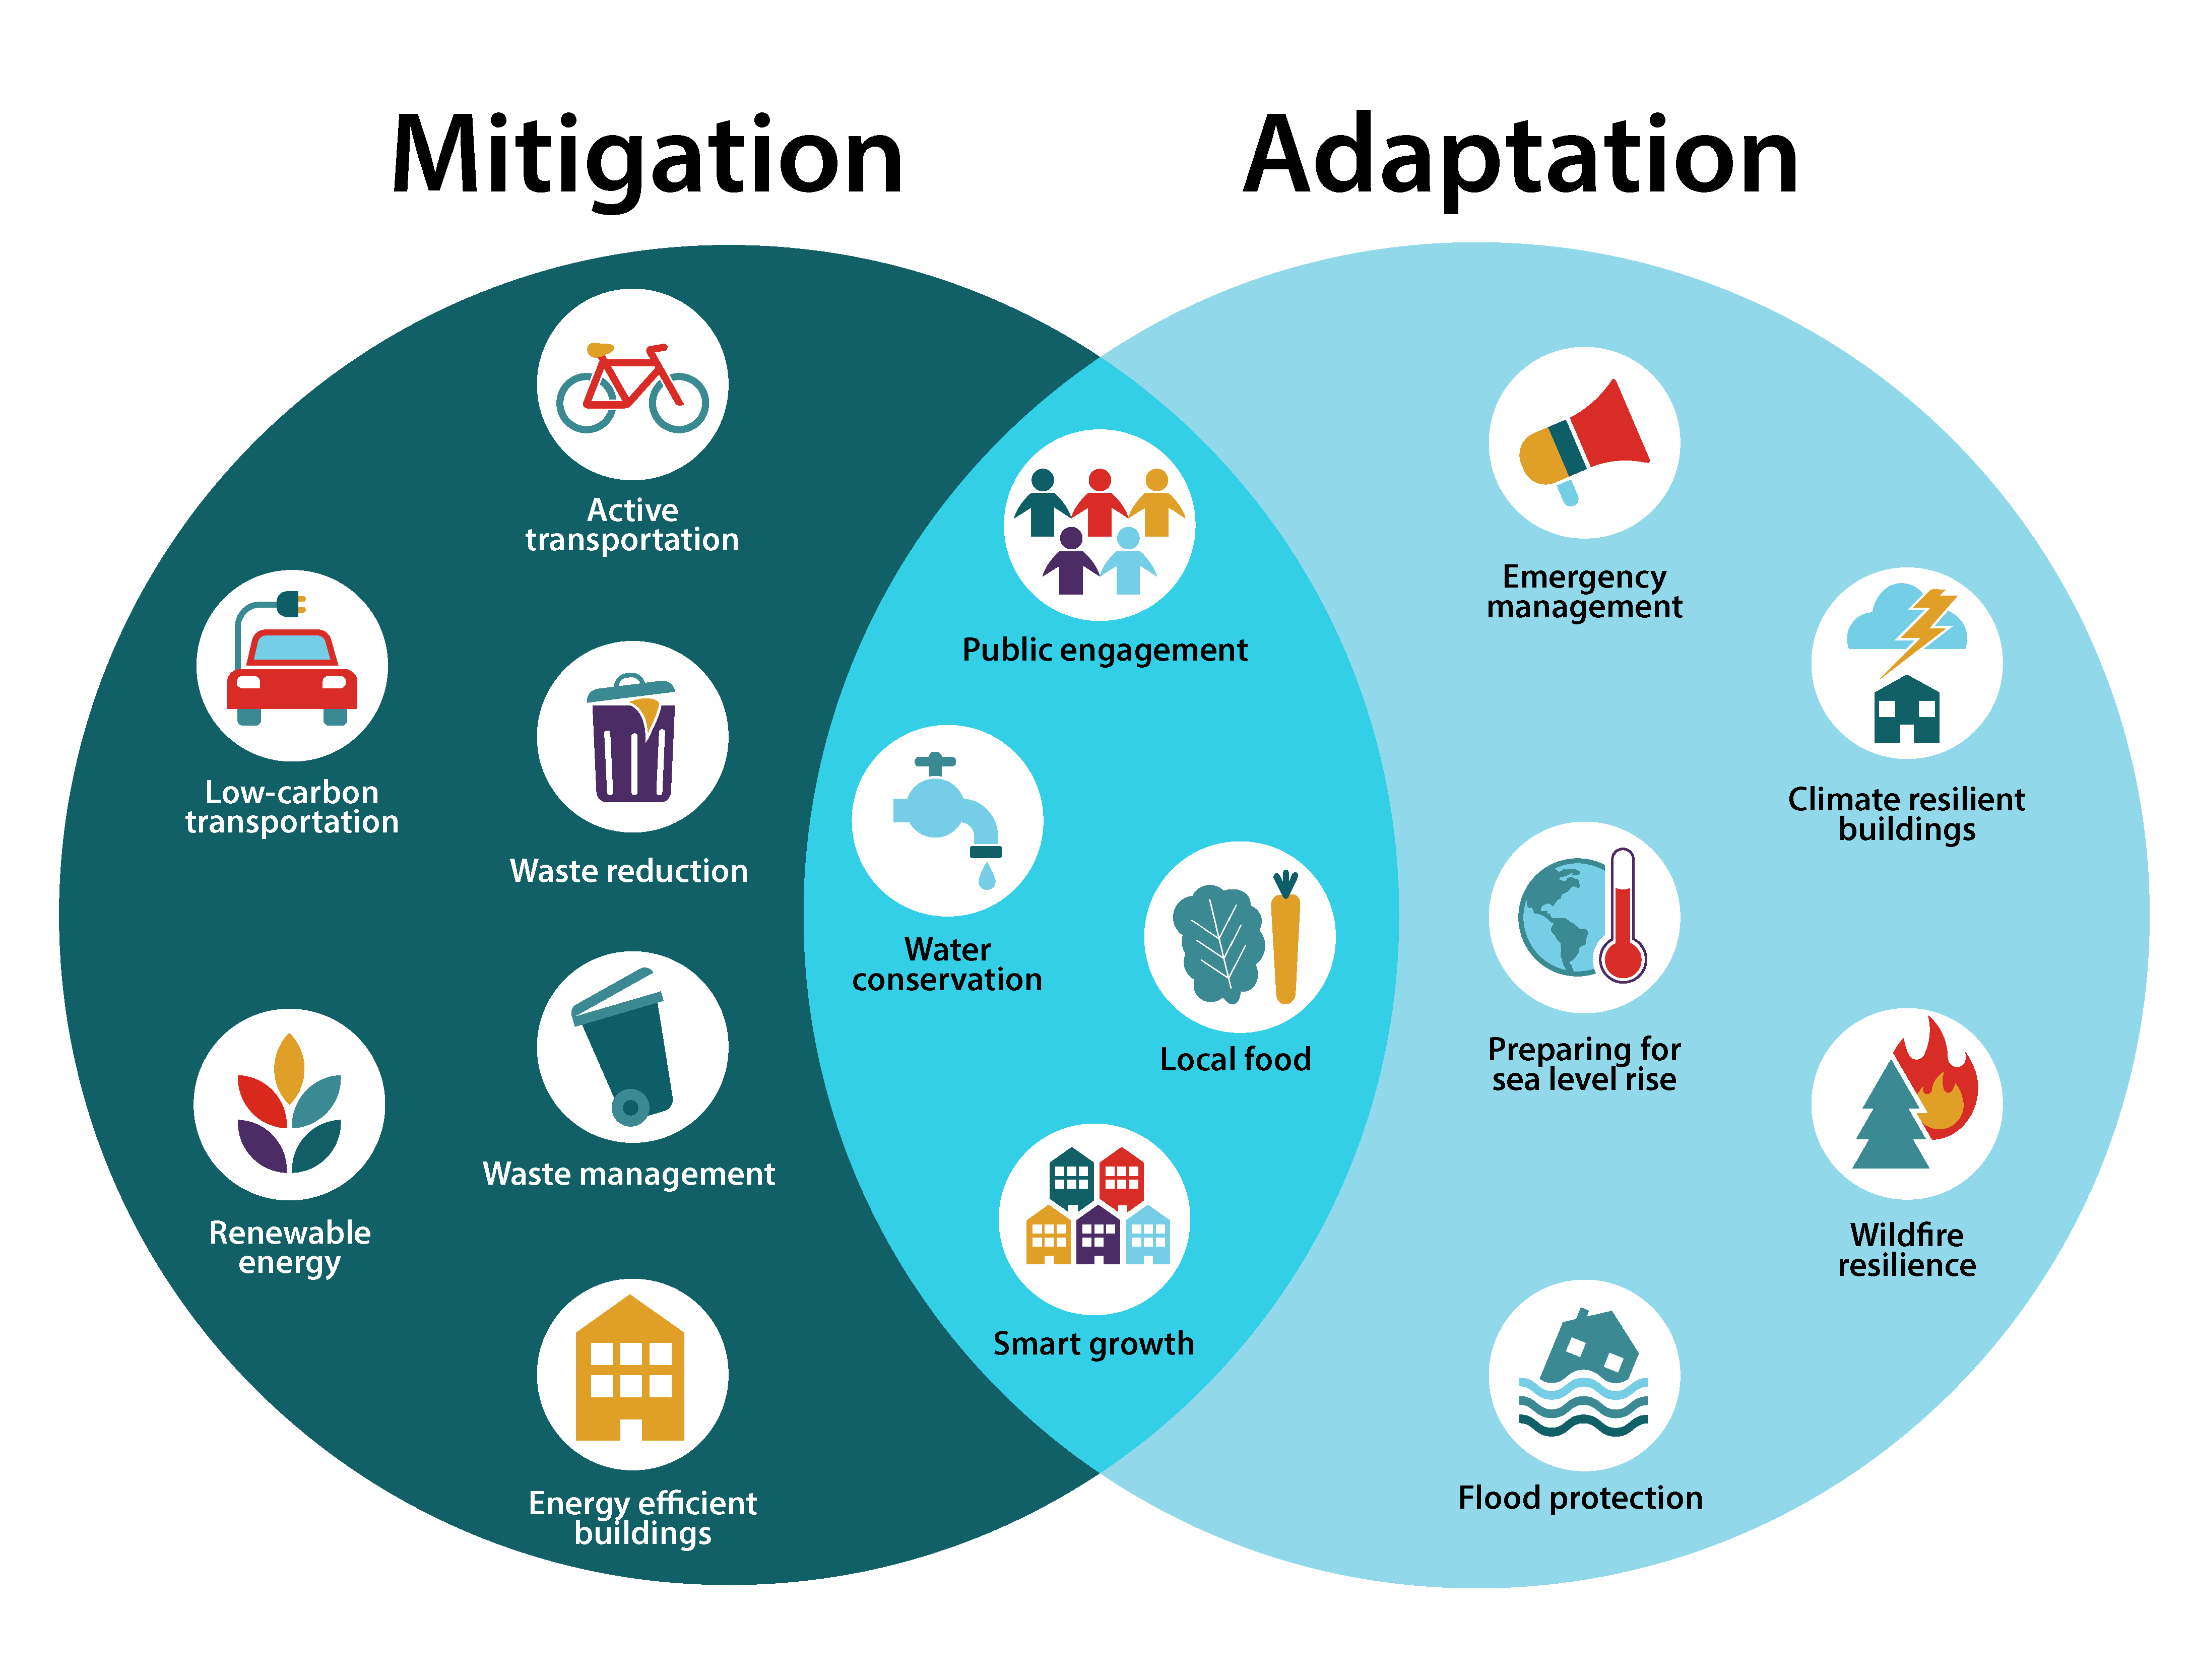 Mitigation
Adaptation
Active
transportation
Low-carbon
transportation
Waste reduction
Waste management
Renewable
energy
Energy efficient
buildings
Public engagement
Water
conservation
Local food
Smart growth
Emergency
management
Climate resilient
buildings
Preparing for
sea level rise
Wildfire
resilience
Flood protection